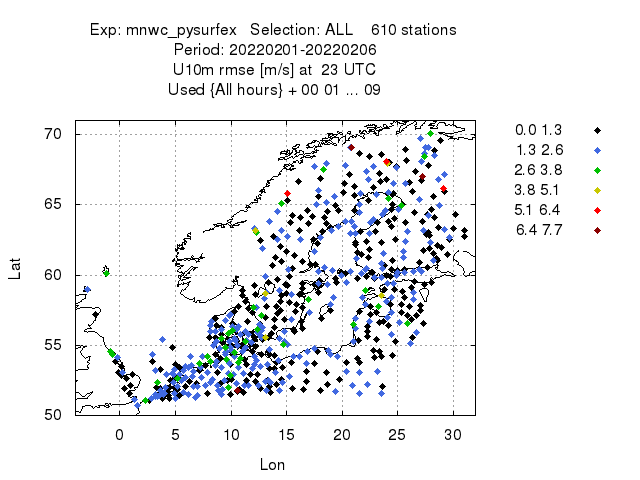 Exp: mnwc_pysurfex   Selection: ALL    610 stations
Period: 20220201-20220206
U10m rmse [m/s] at  23 UTC
Used {All hours} + 00 01 ... 09
70
65
60
55
50
Lat
0 5 10 15 20 25 30
Lon
0.0 1.3
1.3 2.6
2.6 3.8
3.8 5.1
5.1 6.4
6.4 7.7